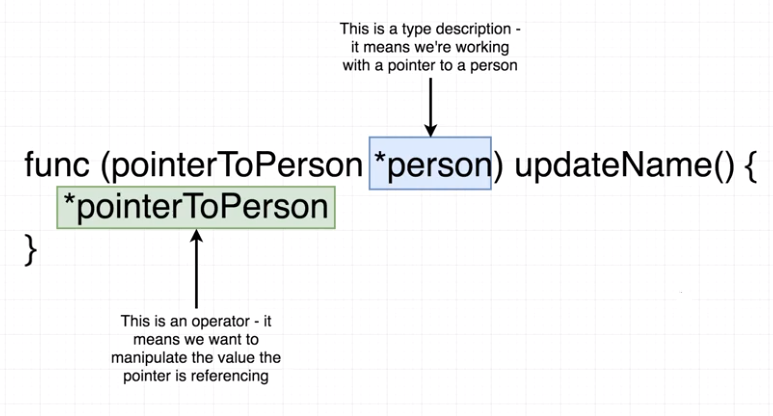 This is a type description -
it means we're working
with a pointer to a person
func (pointerToPerson *person) updateName() {
*pointerToPerson
}
This is an operator - it
means we want to
manipulate the value the
pointer is referencing